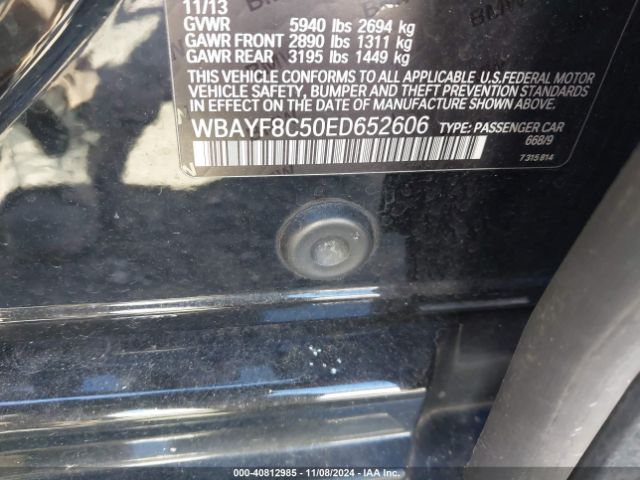 11/13
GVWR 5940 lbs 2694 kg
GAWR FRONT 2890 lbs 1311 kg
GAWR REAR 3195 lbs 1449 kg
THIS VEHICLE CONFORMS TO ALL APPLICABLE U.S.FEDERAL MOTOR
VEHICLE SAFETY, BUMPER AND THEFT PREVENTION STANDARDS
IN EFFECT ON THE DATE OF MANUFACTURE SHOWN ABOVE.
WBAYF8C50ED652606 TYPE: PASSENGER CAR
668/9
7 315 814
000-40812985 | 11/08/2024 | IAA Inc.